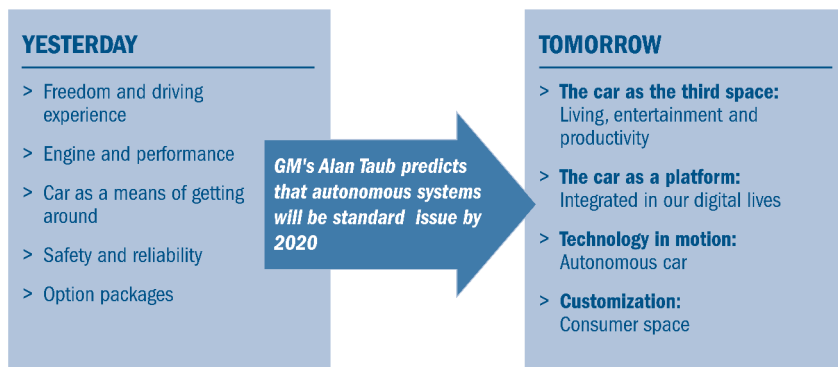 YESTERDAY
> Freedom and driving
experience
> Engine and performance
> Car as a means of getting
around
> Safety and reliability
> Option packages
GM's Alan Taub predicts
that autonomous systems
will be standard issue by
2020
TOMORROW
> The car as the third space:
Living, entertainment and
productivity
> The car as a platform:
Integrated in our digital lives
> Technology in motion:
Autonomous car
> Customization:
Consumer space